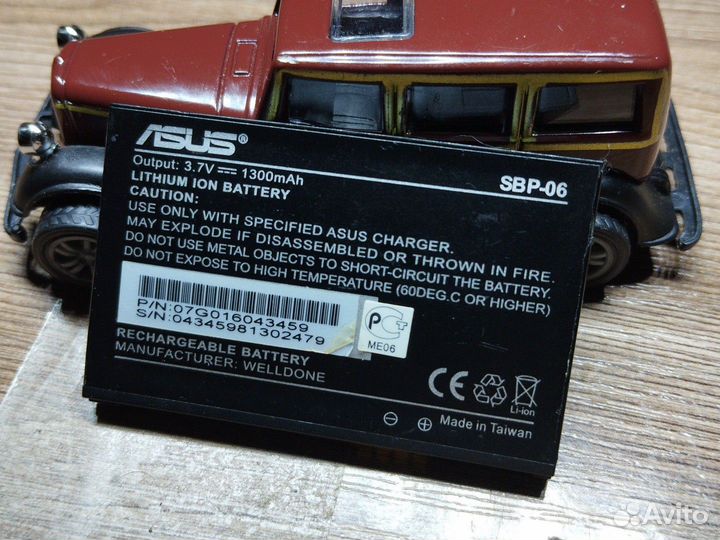 ASUS®
Output: 3.7V ⎓ 1300mAh
LITHIUM ION BATTERY
SBP-06
CAUTION:
USE ONLY WITH SPECIFIED ASUS CHARGER.
MAY EXPLODE IF DISASSEMBLED OR THROWN IN FIRE.
DO NOT USE METAL OBJECTS TO SHORT-CIRCUIT THE BATTERY.
DO NOT EXPOSE TO HIGH TEMPERATURE (60DEG.C OR HIGHER)
P/N:07G016043459
S/N:04345981302479
РСТ
ME06
RECHARGEABLE BATTERY
MANUFACTURER: WELLDONE
CE
Li-ion
⊖ ⊕ Made in Taiwan
Avito